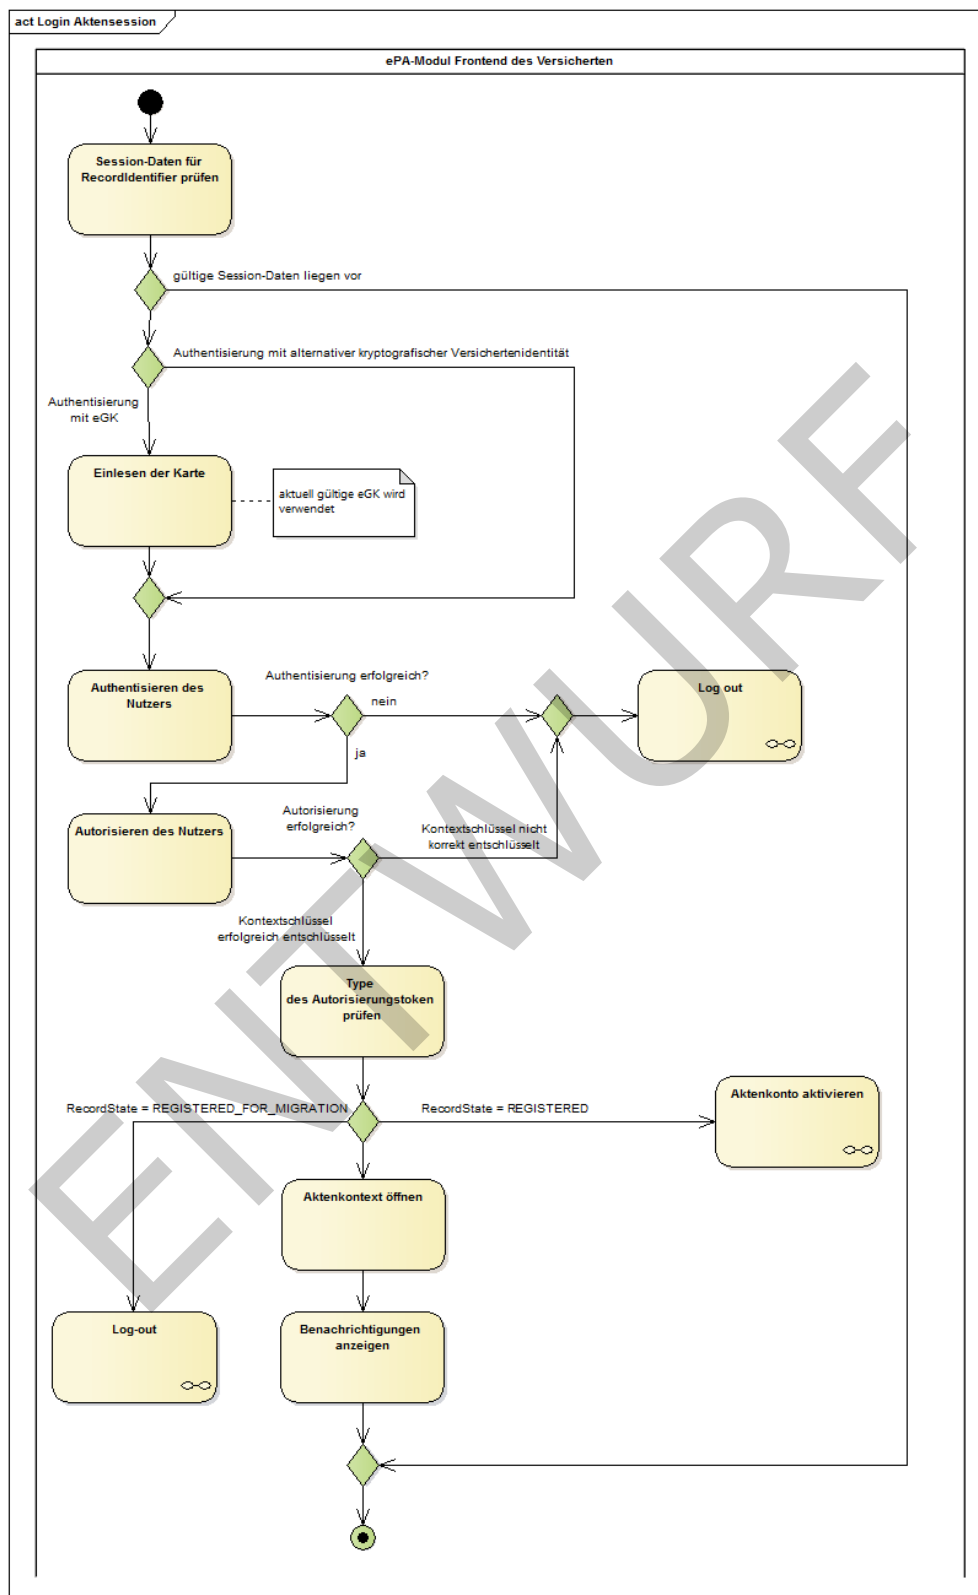 act Login Aktensession
ePA-Modul Frontend des Versicherten
Session-Daten für
RecordIdentifier prüfen
gültige Session-Daten liegen vor
Authentisierung mit alternativer kryptografischer Versichertenidentität
Authentisierung
mit eGK
Einlesen der Karte
aktuell gültige eGK wird
verwendet
Authentisieren des
Nutzers
Authentisierung erfolgreich?
nein
Log out
ja
Autorisieren des Nutzers
Autorisierung
erfolgreich?
Kontextschlüssel nicht
korrekt entschlüsselt
Kontextschlüssel
erfolgreich entschlüsselt
Type
des Autorisierungstoken
prüfen
RecordState = REGISTERED_FOR_MIGRATION
RecordState = REGISTERED
Aktenkonto aktivieren
Aktenkontext öffnen
Log-out
Benachrichtigungen
anzeigen
ENTWURF